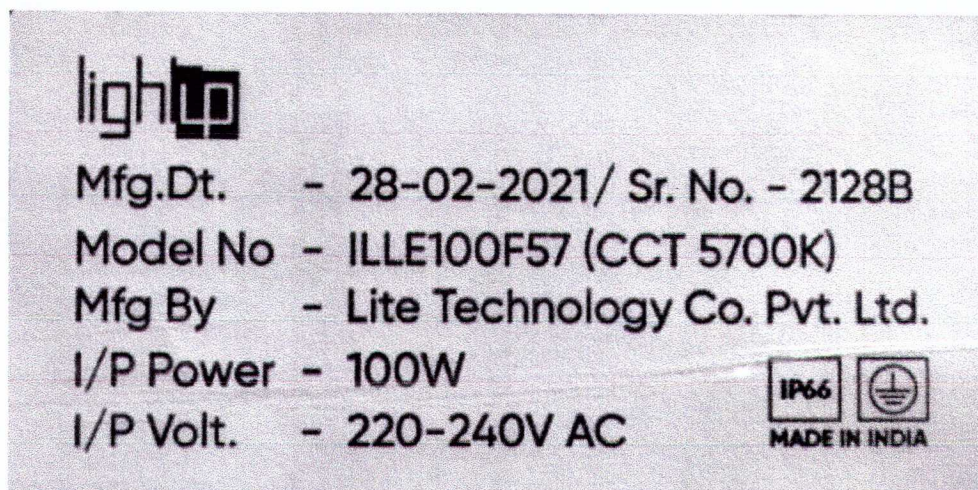 lightup
Mfg.Dt. - 28-02-2021/ Sr. No. - 2128B
Model No - ILLE100F57 (CCT 5700K)
Mfg By - Lite Technology Co. Pvt. Ltd.
I/P Power - 100W
I/P Volt. - 220-240V AC
IP66
MADE IN INDIA